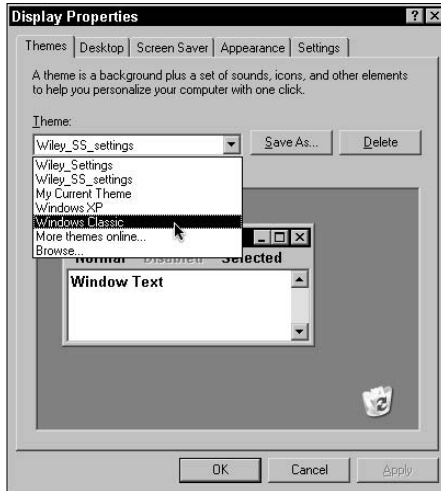 Display Properties
Themes Desktop Screen Saver Appearance Settings
A theme is a background plus a set of sounds, icons, and other elements
to help you personalize your computer with one click.
Theme:
Wiley_SS_settings Save As... Delete
Wiley_Settings
Wiley_SS_settings
My Current Theme
Windows XP
Windows Classic
More themes online...
Browse...
Normal Disabled Selected
Window Text
OK Cancel Apply